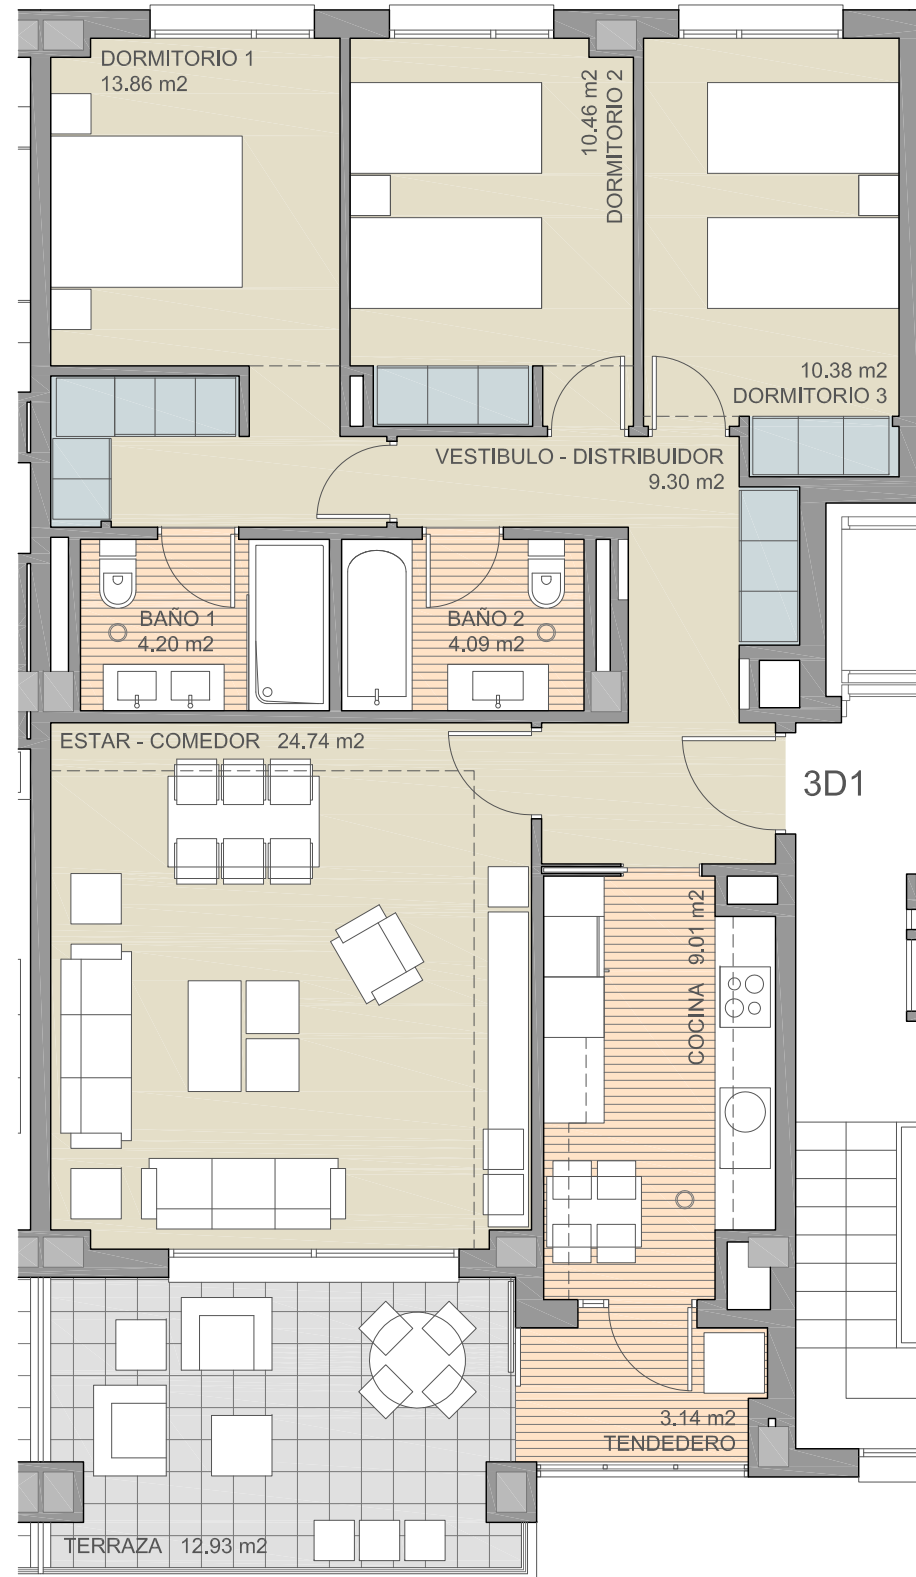 DORMITORIO 1
13.86 m2
10.46 m2
DORMITORIO 2
10.38 m2
DORMITORIO 3
VESTIBULO - DISTRIBUIDOR
9.30 m2
BAÑO 1
4.20 m2
BAÑO 2
4.09 m2
ESTAR - COMEDOR 24.74 m2
3D1
COCINA 9.01 m2
3.14 m2
TENDEDERO
TERRAZA 12.93 m2